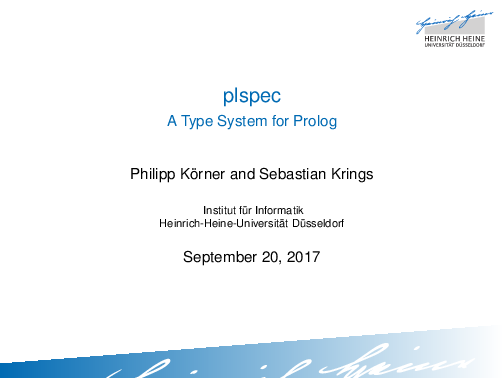 HEINRICH HEINE
UNIVERSITÄT DÜSSELDORF
plspec
A Type System for Prolog
Philipp Körner and Sebastian Krings
Institut für Informatik
Heinrich-Heine-Universität Düsseldorf
September 20, 2017